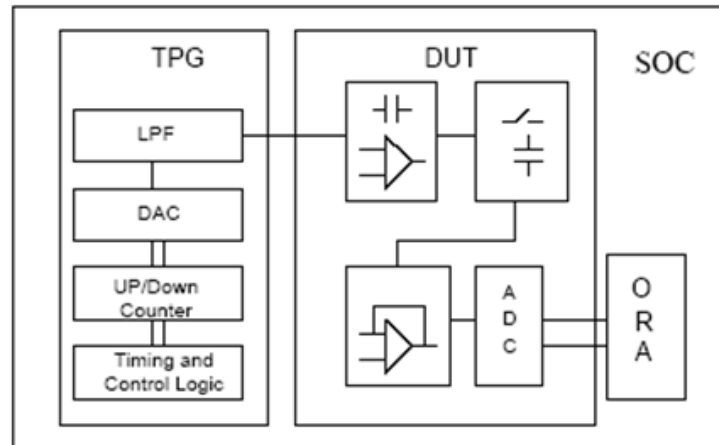 TPG
DUT
SOC
LPF
DAC
UP/Down
Counter
Timing and
Control Logic
A
D
C
O
R
A